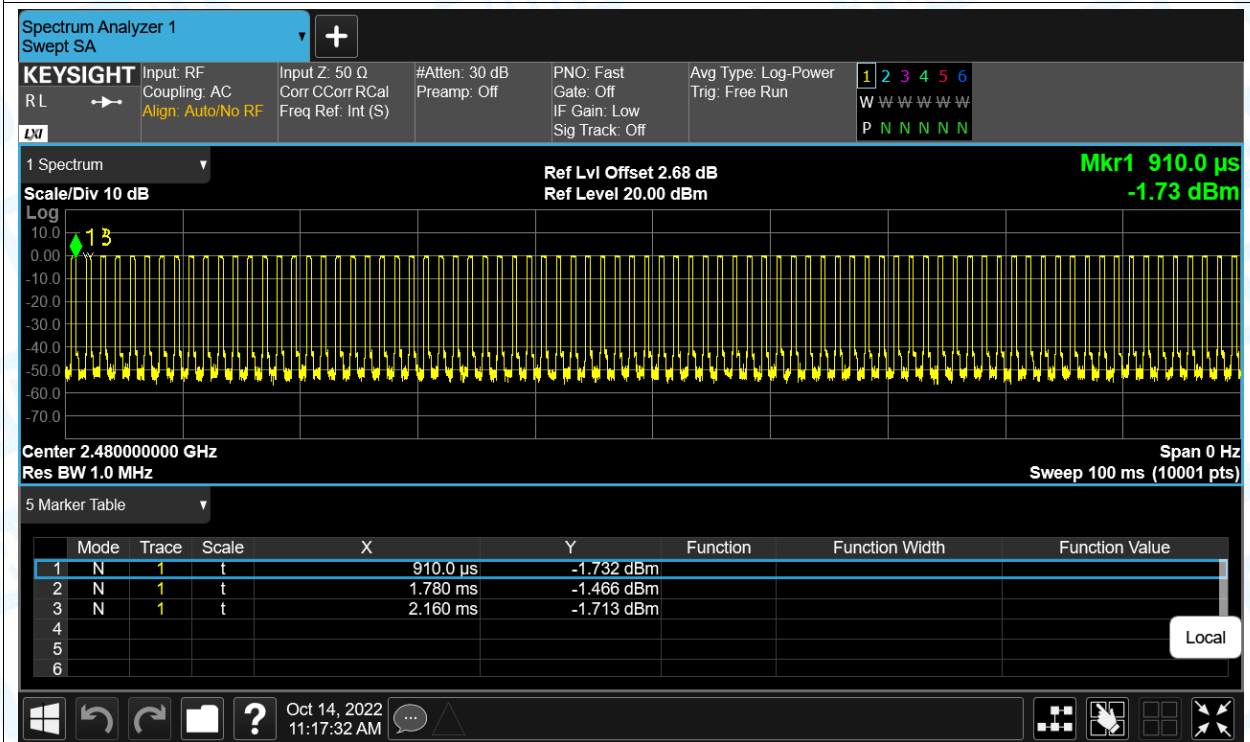 Spectrum Analyzer 1
Swept SA
+
KEYSIGHT Input: RF Input Z: 50 Ω #Atten: 30 dB PNO: Fast Avg Type: Log-Power 1 2 3 4 5 6
RL Coupling: AC Corr CCorr RCal Preamp: Off Gate: Off Trig: Free Run W W W W W W
Align: Auto/No RF Freq Ref: Int (S) IF Gain: Low
LXI Sig Track: Off P N N N N N
1 Spectrum
Ref Lvl Offset 2.68 dB Mkr1 910.0 µs
Scale/Div 10 dB Ref Level 20.00 dBm -1.73 dBm
Log
10.0
1 3
0.00
-10.0
-20.0
-30.0
-40.0
-50.0
-60.0
-70.0
Center 2.480000000 GHz Span 0 Hz
Res BW 1.0 MHz Sweep 100 ms (10001 pts)
5 Marker Table
Mode Trace Scale X Y Function Function Width Function Value
1 N 1 t 910.0 µs -1.732 dBm
2 N 1 t 1.780 ms -1.466 dBm
3 N 1 t 2.160 ms -1.713 dBm
4
5
6
Local
? Oct 14, 2022
11:17:32 AM